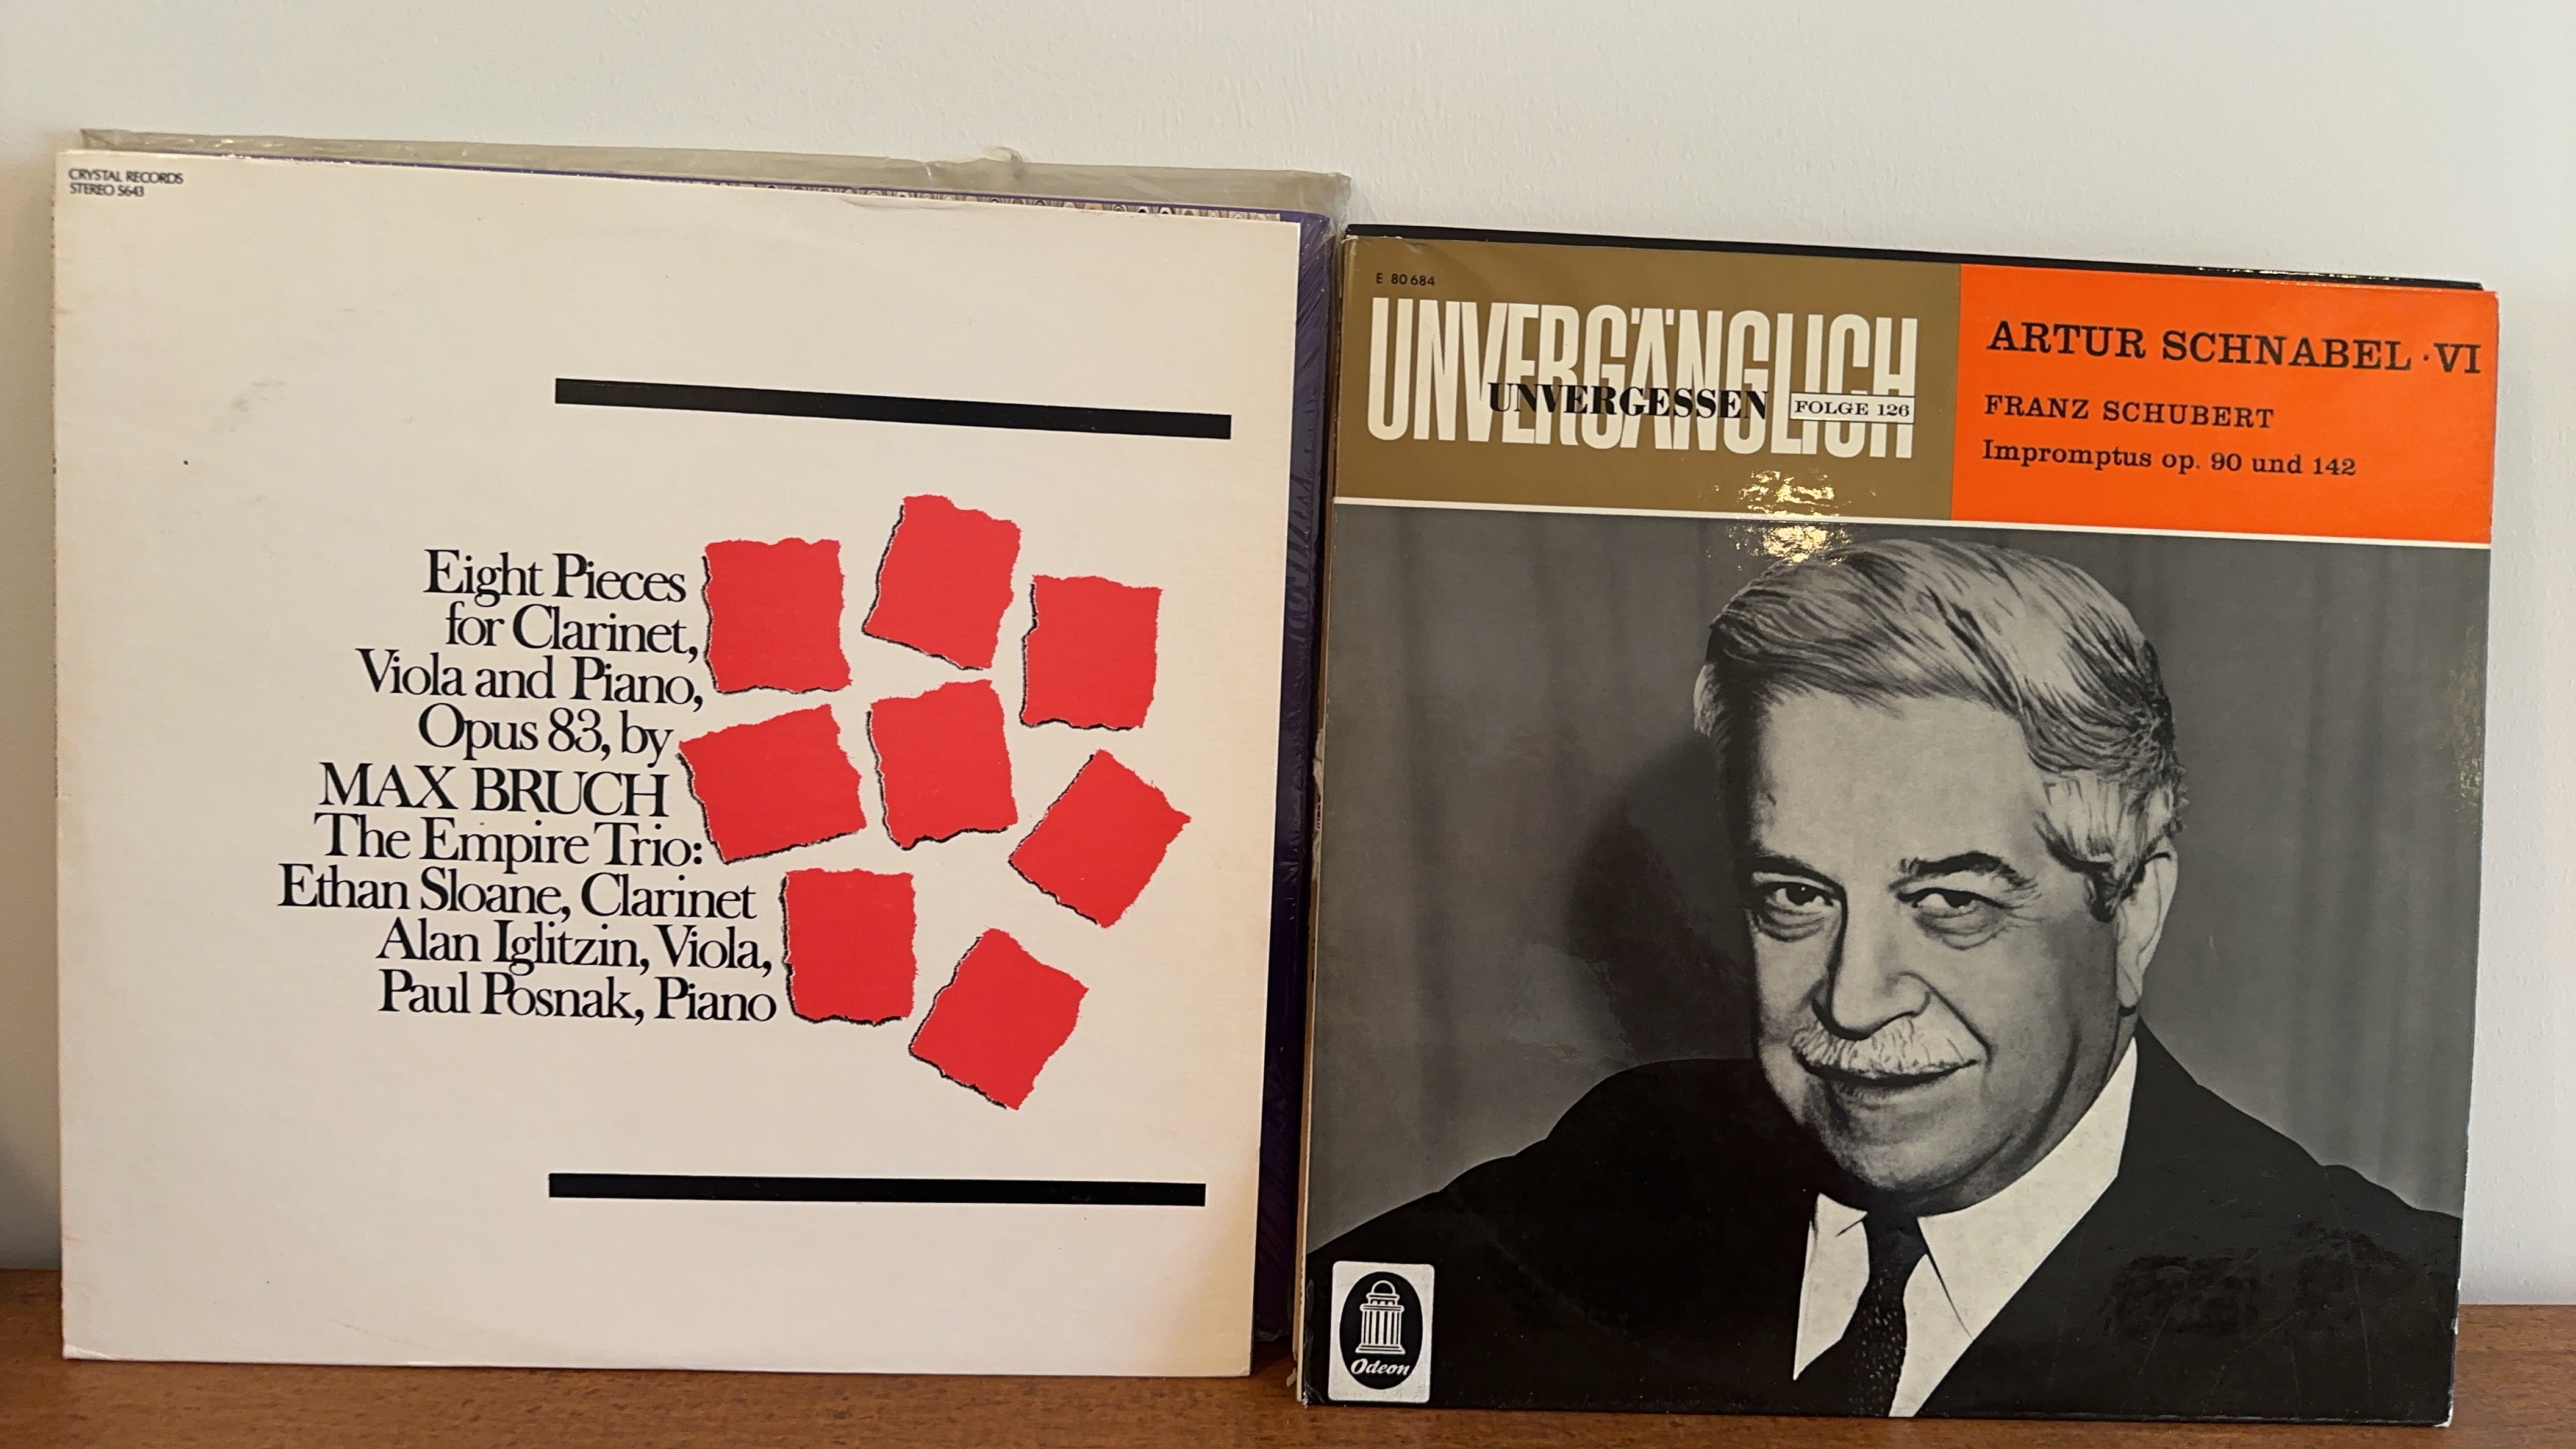 CRYSTAL RECORDS
STEREO S643
Eight Pieces
for Clarinet,
Viola and Piano,
Opus 83, by
MAX BRUCH
The Empire Trio:
Ethan Sloane, Clarinet
Alan Iglitzin, Viola,
Paul Posnak, Piano
E 80 684
UNVERGÄNGLICH
UNVERGESSEN FOLGE 126
ARTUR SCHNABEL · VI
FRANZ SCHUBERT
Impromptus op. 90 und 142
Odeon